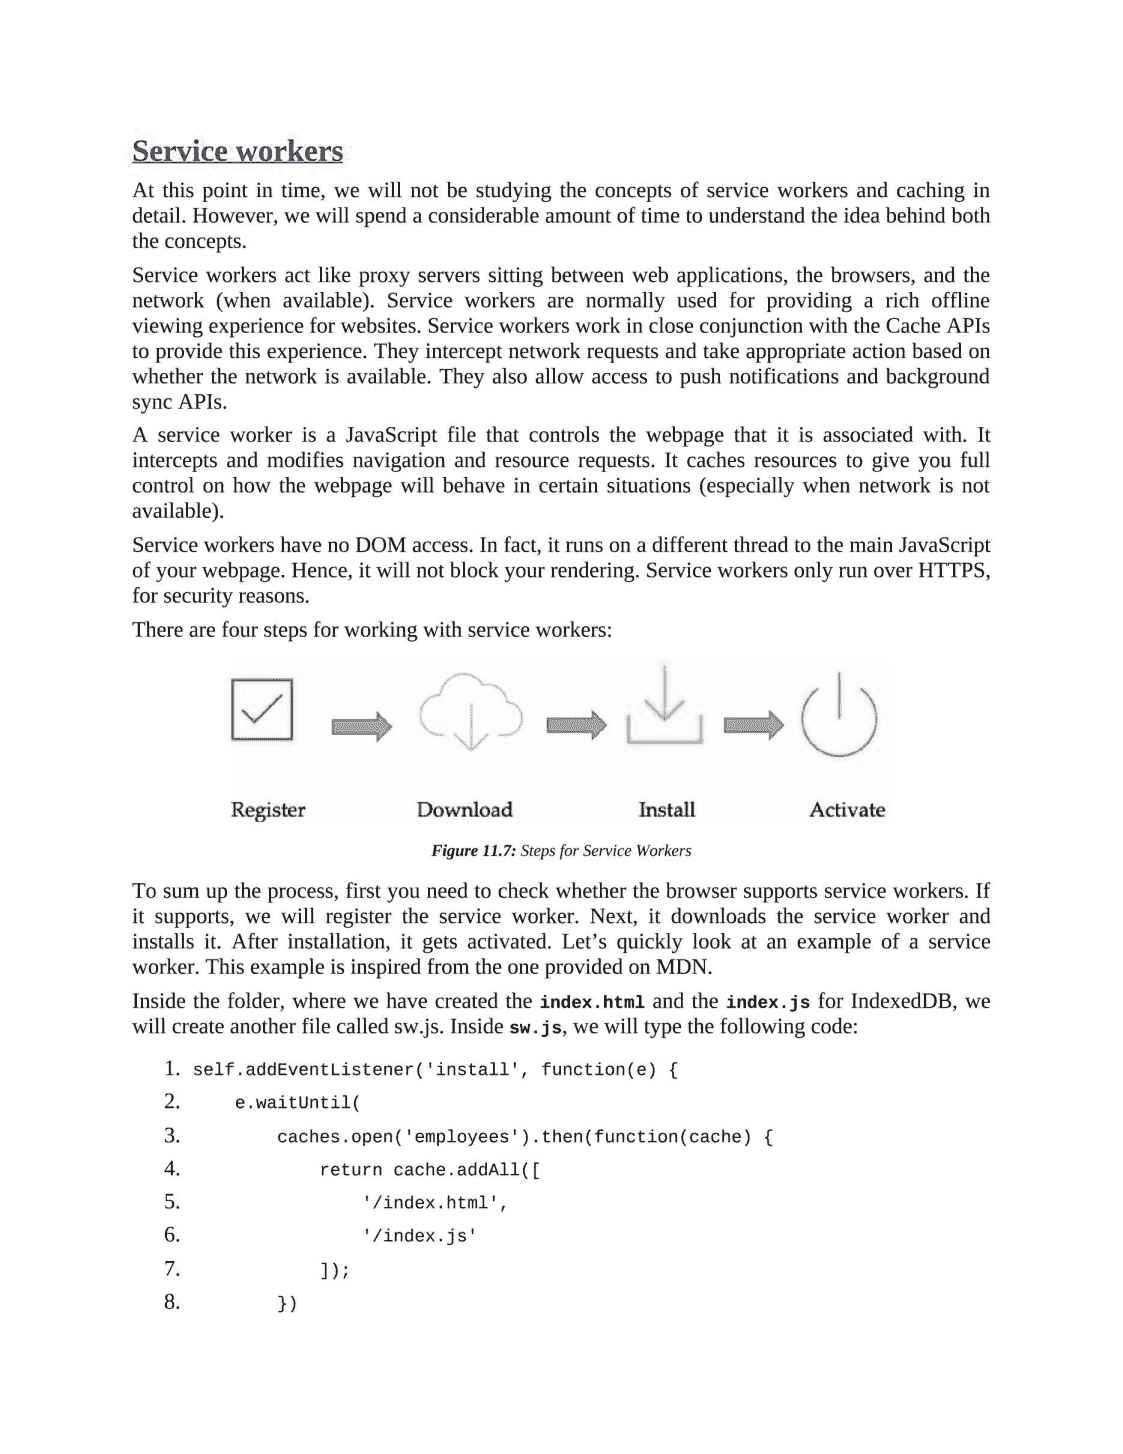 Service workers
At this point in time, we will not be studying the concepts of service workers and caching in
detail. However, we will spend a considerable amount of time to understand the idea behind both
the concepts.
Service workers act like proxy servers sitting between web applications, the browsers, and the
network (when available). Service workers are normally used for providing a rich offline
viewing experience for websites. Service workers work in close conjunction with the Cache APIs
to provide this experience. They intercept network requests and take appropriate action based on
whether the network is available. They also allow access to push notifications and background
sync APIs.
A service worker is a JavaScript file that controls the webpage that it is associated with. It
intercepts and modifies navigation and resource requests. It caches resources to give you full
control on how the webpage will behave in certain situations (especially when network is not
available).
Service workers have no DOM access. In fact, it runs on a different thread to the main JavaScript
of your webpage. Hence, it will not block your rendering. Service workers only run over HTTPS,
for security reasons.
There are four steps for working with service workers:
Register Download Install Activate
Figure 11.7: Steps for Service Workers
To sum up the process, first you need to check whether the browser supports service workers. If
it supports, we will register the service worker. Next, it downloads the service worker and
installs it. After installation, it gets activated. Let’s quickly look at an example of a service
worker. This example is inspired from the one provided on MDN.
Inside the folder, where we have created the index.html and the index.js for IndexedDB, we
will create another file called sw.js. Inside sw.js, we will type the following code:
1. self.addEventListener('install', function(e) {
2.     e.waitUntil(
3.         caches.open('employees').then(function(cache) {
4.             return cache.addAll([
5.                 '/index.html',
6.                 '/index.js'
7.             ]);
8.         })